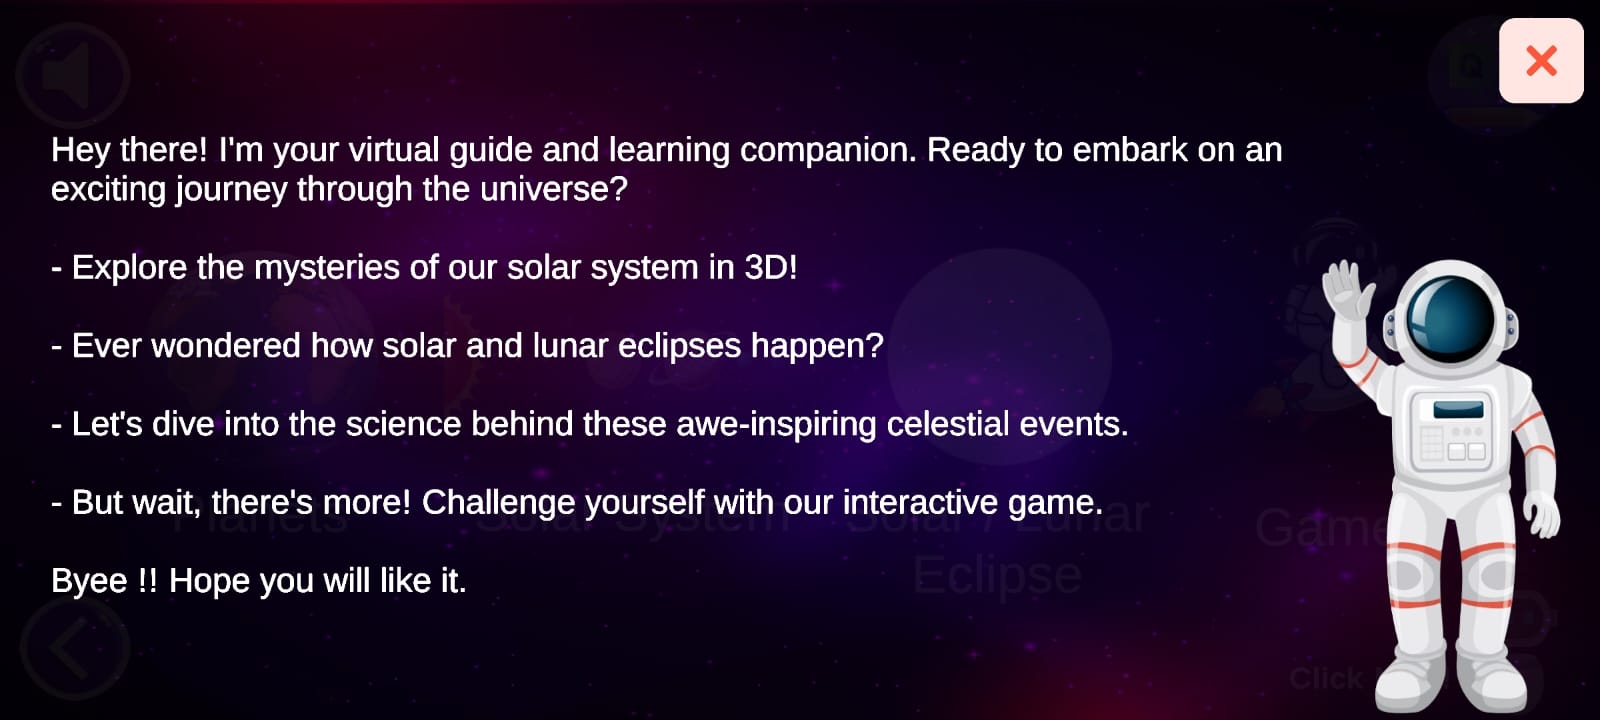 Hey there! I'm your virtual guide and learning companion. Ready to embark on an
exciting journey through the universe?
- Explore the mysteries of our solar system in 3D!
- Ever wondered how solar and lunar eclipses happen?
- Let's dive into the science behind these awe-inspiring celestial events.
- But wait, there's more! Challenge yourself with our interactive game.
Planets
Solar System
Solar / Lunar
Eclipse
Game
Byee !! Hope you will like it.
Click